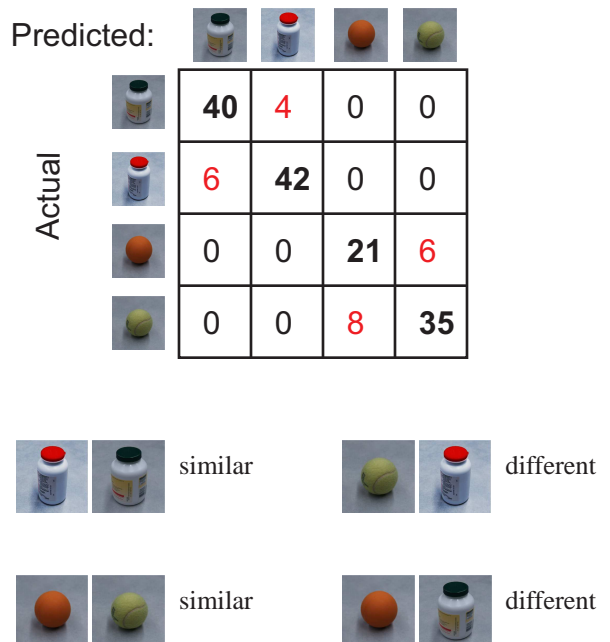 Predicted:
Actual
40 4 0 0
6 42 0 0
0 0 21 6
0 0 8 35
similar different
similar different